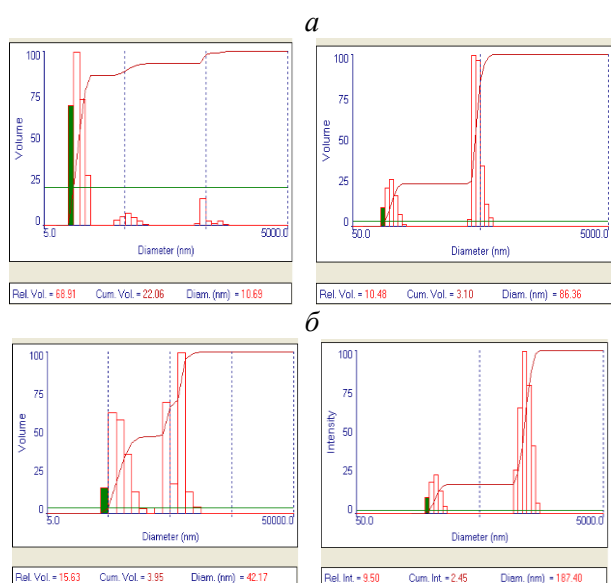 а
100
75
50
25
0
Volume
5.0
5000.0
Diameter (nm)
Rel. Vol. = 68.91 Cum. Vol. = 22.06 Diam. (nm) = 10.69
100
75
50
25
0
Volume
50.0
5000.0
Diameter (nm)
Rel. Vol. = 10.48 Cum. Vol. = 3.10 Diam. (nm) = 86.36
б
100
75
50
25
0
Volume
5.0
50000.0
Diameter (nm)
Rel. Vol. = 15.63 Cum. Vol. = 3.95 Diam. (nm) = 42.17
100
75
50
25
0
Intensity
50.0
5000.0
Diameter (nm)
Rel. Int. = 9.50 Cum. Int. = 2.45 Diam. (nm) = 187.40